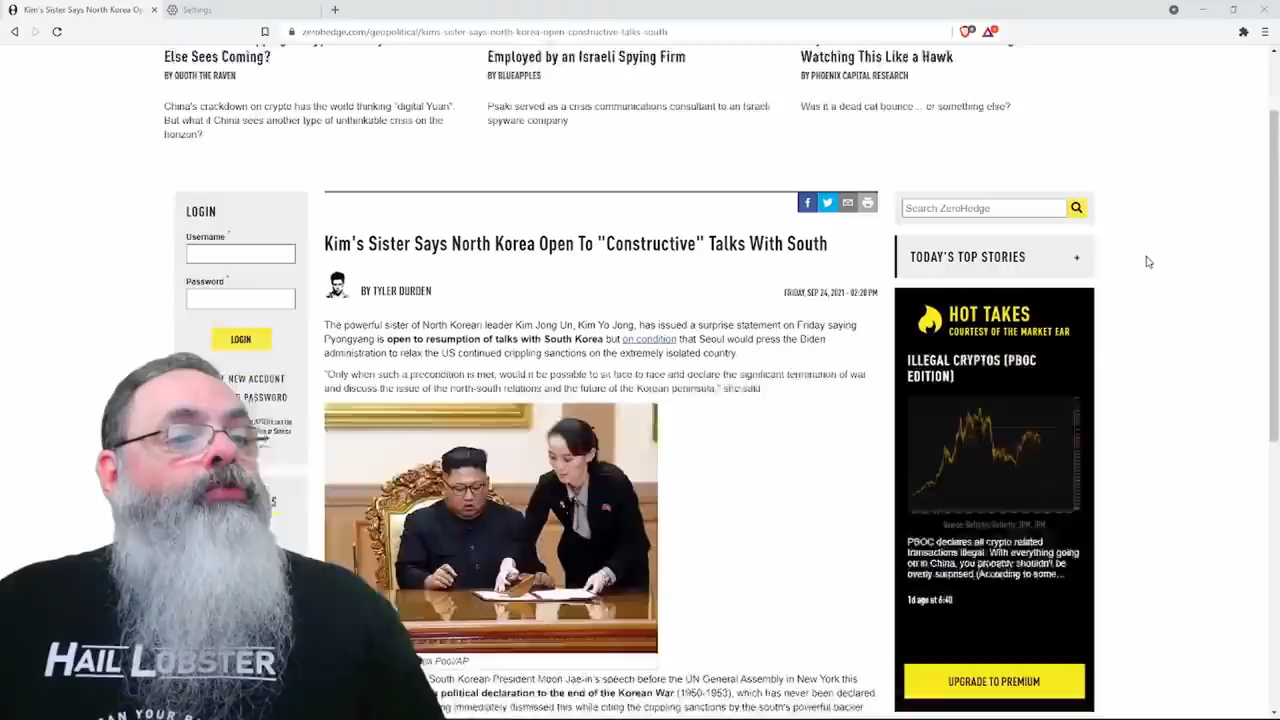 Kim's Sister Says North Korea Op
Settings
zerohedge.com/geopolitical/kims-sister-says-north-korea-open-constructive-talks-south
Else Sees Coming?
BY QUOTH THE RAVEN
China's crackdown on crypto has the world thinking "digital Yuan".
But what if China sees another type of unthinkable crisis on the
horizon?
Employed by an Israeli Spying Firm
BY BLUEAPPLES
Psaki served as a crisis communications consultant to an Israeli
spyware company
Watching This Like a Hawk
BY PHOENIX CAPITAL RESEARCH
Was it a dead cat bounce... or something else?
LOGIN
Username *
Password *
LOGIN
NEW ACCOUNT
PASSWORD
Kim's Sister Says North Korea Open To "Constructive" Talks With South
BY TYLER DURDEN
FRIDAY, SEP 24, 2021 - 02:20 PM
The powerful sister of North Korean leader Kim Jong Un, Kim Yo Jong, has issued a surprise statement on Friday saying
Pyongyang is open to resumption of talks with South Korea but on condition that Seoul would press the Biden
administration to relax the US continued crippling sanctions on the extremely isolated country.
"Only when such a precondition is met, would it be possible to sit face to face and declare the significant termination of war
and discuss the issue of the north-south relations and the future of the Korean peninsula," she said
Pool/AP
South Korean President Moon Jae-in's speech before the UN General Assembly in New York this
political declaration to the end of the Korean War (1950-1953), which has never been declared
immediately dismissed this while citing the crippling sanctions by the south's powerful backer
Search ZeroHedge
TODAY'S TOP STORIES +
HOT TAKES
COURTESY OF THE MARKET EAR
ILLEGAL CRYPTOS (PBOC
EDITION)
PBOC declares all crypto related
transactions illegal. With everything going
on in China, you probably shouldn't be
overly surprised (According to some...
1d ago at 6:40
UPGRADE TO PREMIUM
HAIL LOBSTER